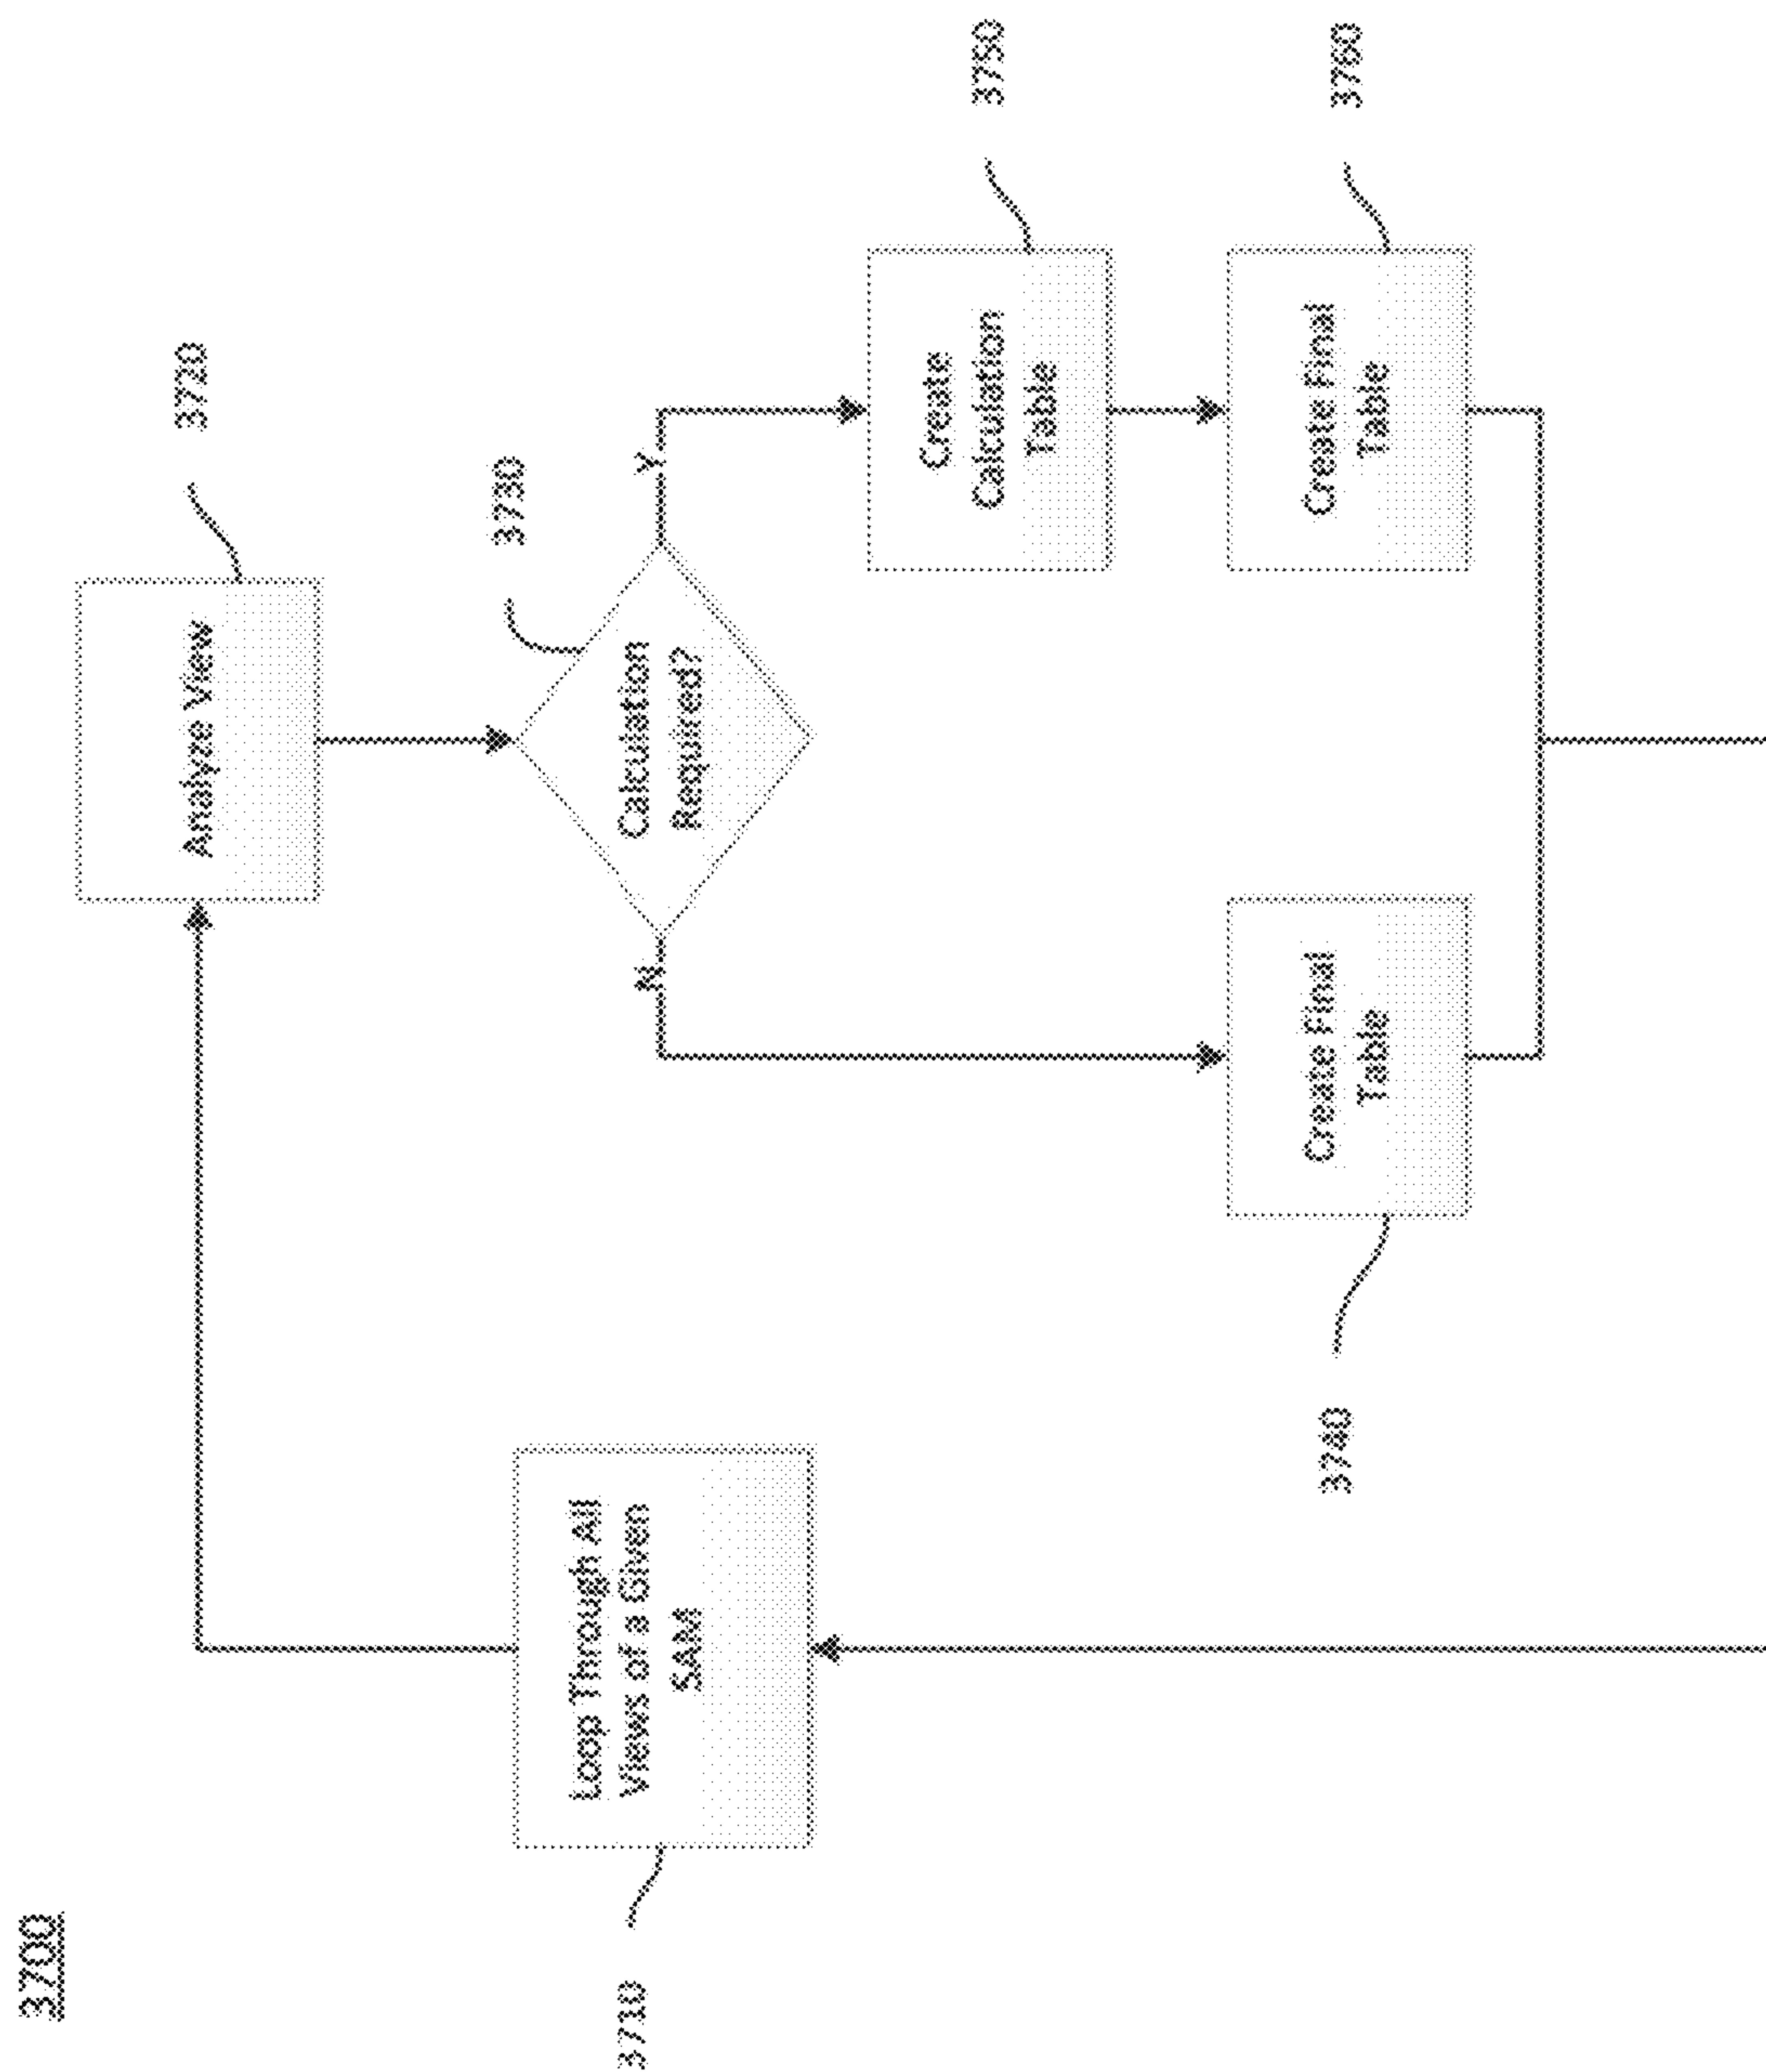 3700
3710
Loop Through All
Views of a Given
SAM
3720
Analyze View
3730
Calculation
Required?
N
Y
3740
Create Final
Table
3750
Create
Calculation
Table
3760
Create Final
Table